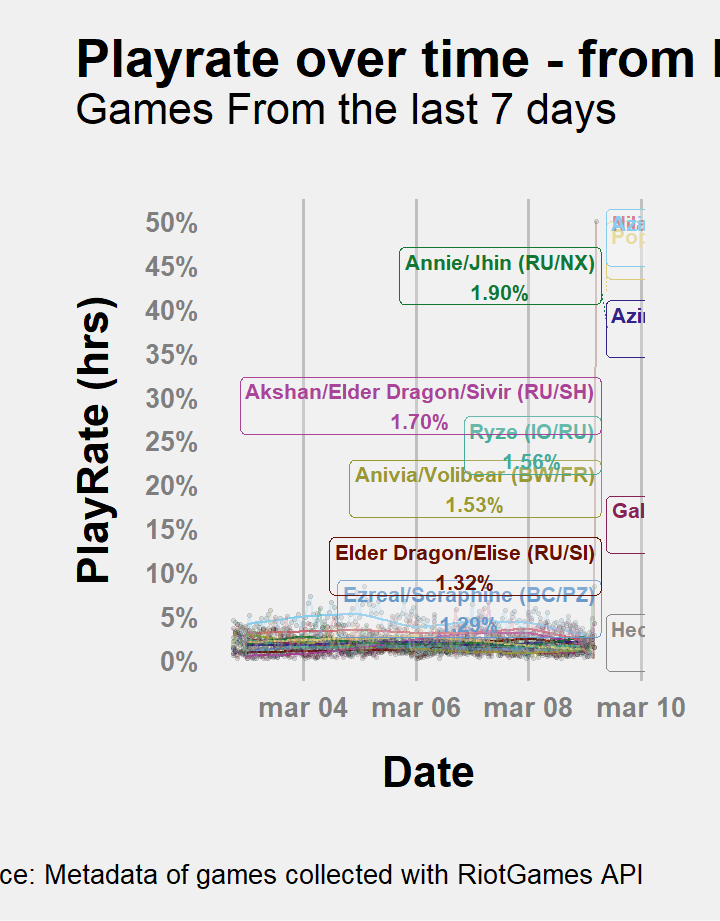 Playrate over time - from
Games From the last 7 days
PlayRate (hrs)
50%
45%
40%
35%
30%
25%
20%
15%
10%
5%
0%
Annie/Jhin (RU/NX)
1.90%
Akshan/Elder Dragon/Sivir (RU/SH)
1.70%
Ryze (IO/RU)
1.56%
Anivia/Volibear (BW/FR)
1.53%
Elder Dragon/Elise (RU/SI)
1.32%
Ezreal/Seraphine (BC/PZ)
1.29%
Pop
Azir
Gal
Hec
mar 04 mar 06 mar 08 mar 10
Date
ce: Metadata of games collected with RiotGames API